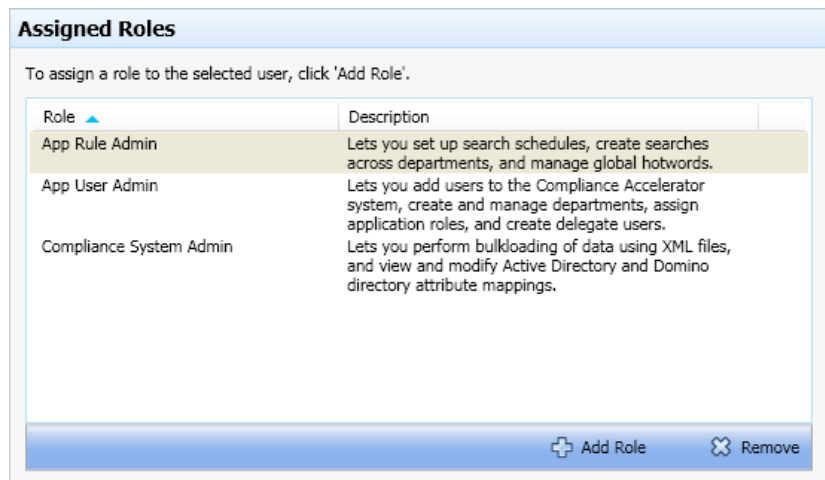 Assigned Roles
To assign a role to the selected user, click 'Add Role'.
Role Description
App Rule Admin Lets you set up search schedules, create searches
across departments, and manage global hotwords.
App User Admin Lets you add users to the Compliance Accelerator
system, create and manage departments, assign
application roles, and create delegate users.
Compliance System Admin Lets you perform bulkloading of data using XML files,
and view and modify Active Directory and Domino
directory attribute mappings.
Add Role Remove